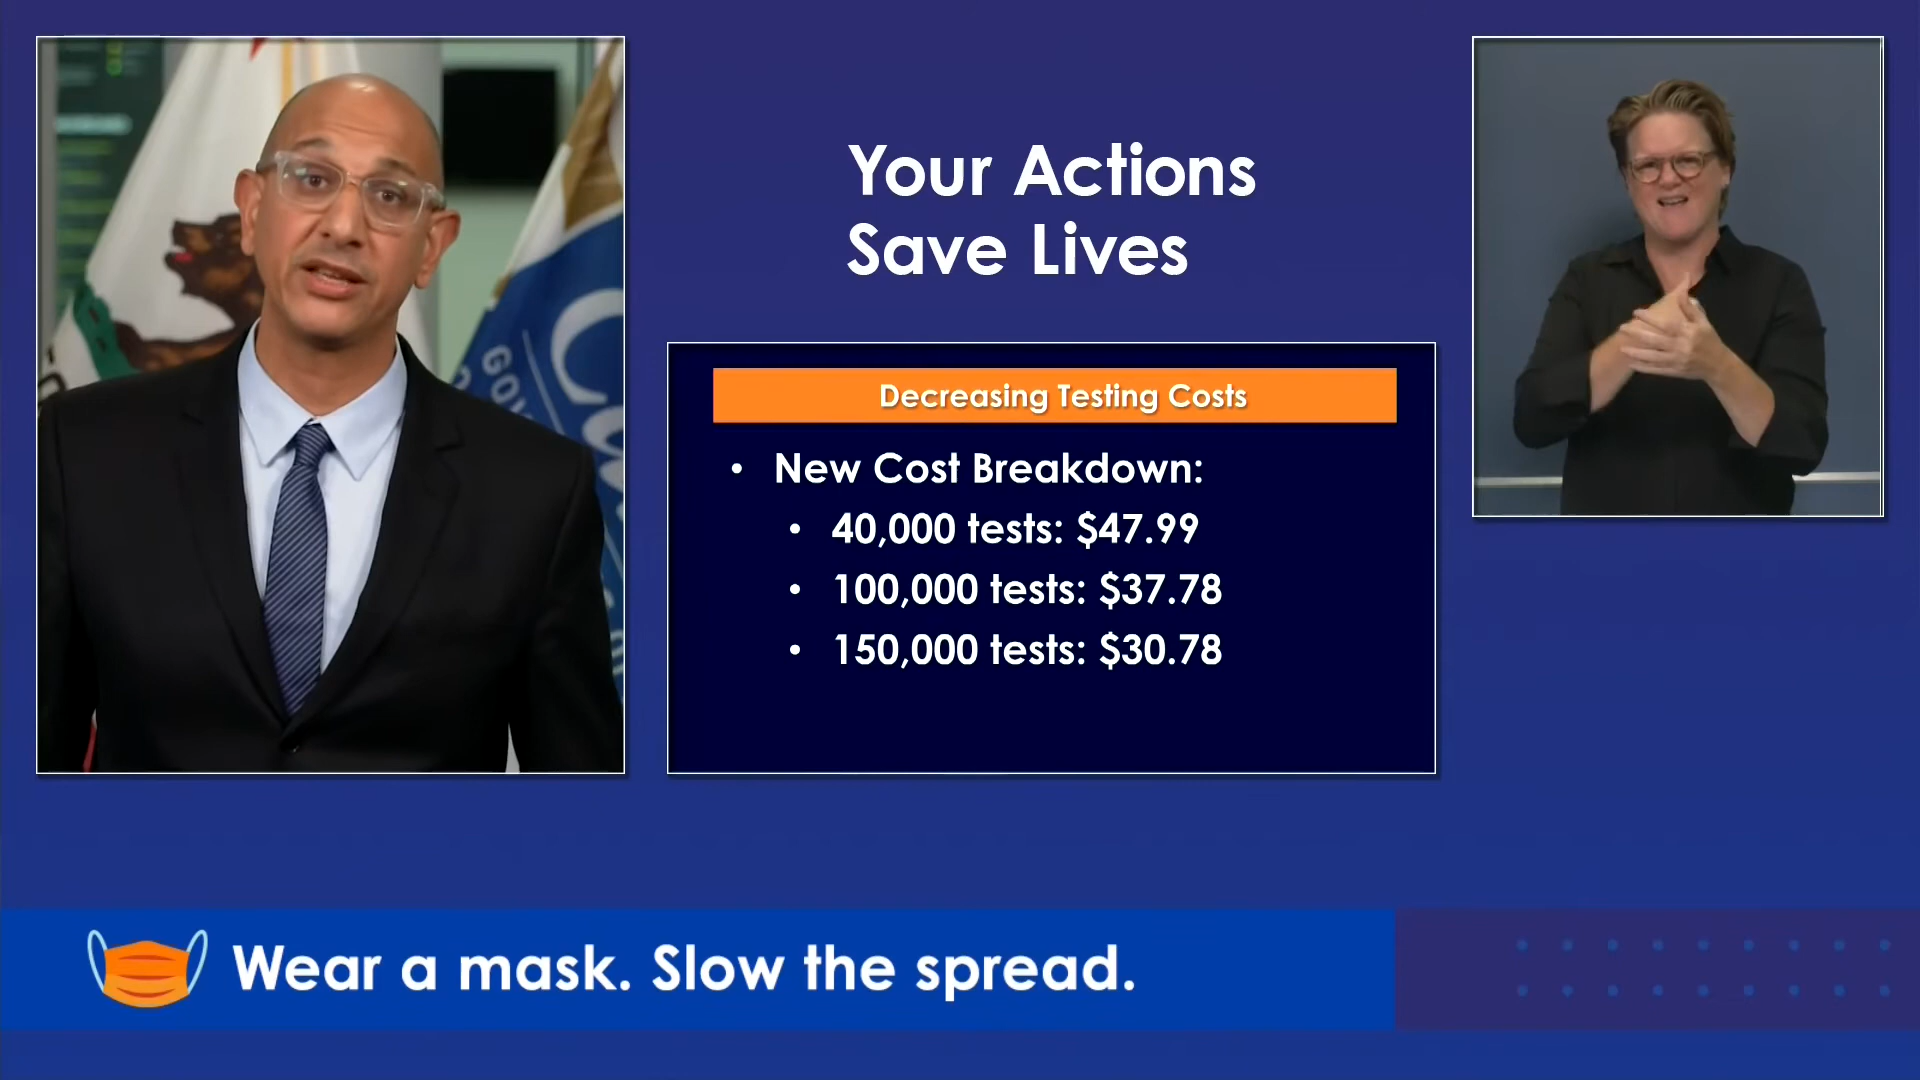 Your Actions
Save Lives
Decreasing Testing Costs
• New Cost Breakdown:
• 40,000 tests: $47.99
• 100,000 tests: $37.78
• 150,000 tests: $30.78
Wear a mask. Slow the spread.